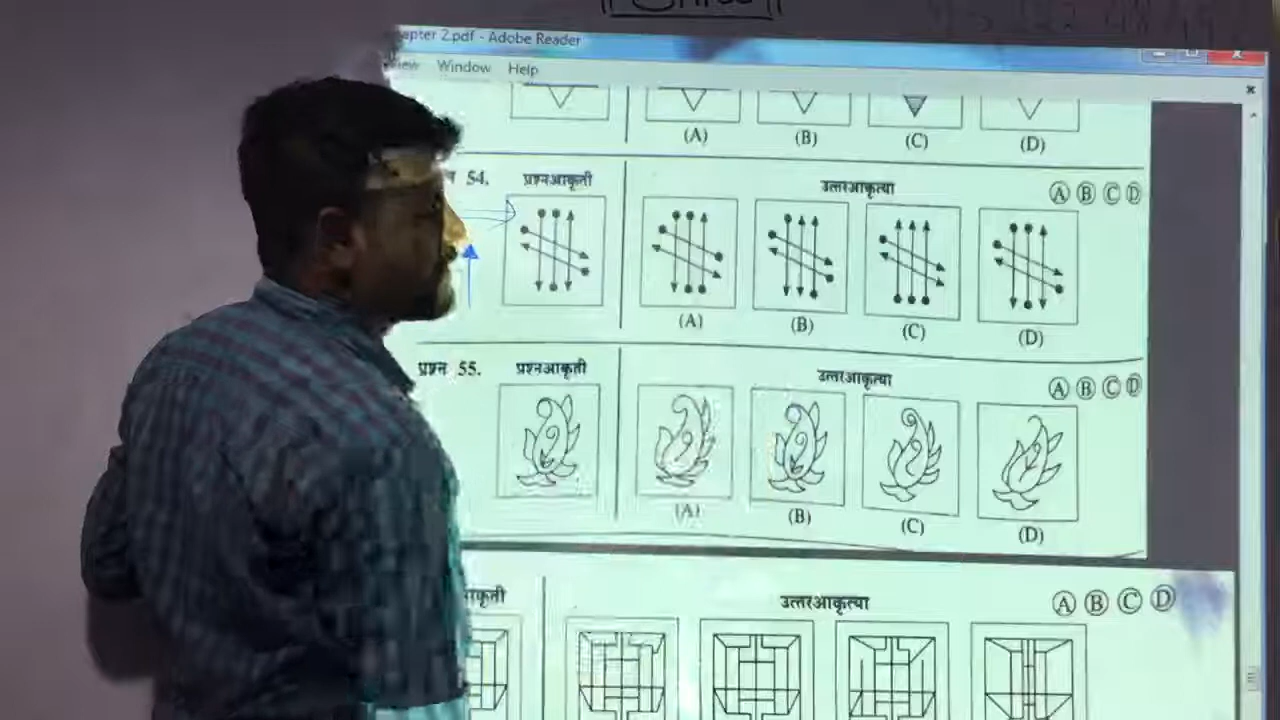 apter 2.pdf - Adobe Reader
Window Help
(A) (B) (C) (D)
54. प्रश्नआकृती उत्तरआकृत्या Ⓐ Ⓑ Ⓒ Ⓓ
(A) (B) (C) (D)
प्रश्न 55. प्रश्नआकृती उत्तरआकृत्या Ⓐ Ⓑ Ⓒ Ⓓ
(A) (B) (C) (D)
उत्तरआकृत्या Ⓐ Ⓑ Ⓒ Ⓓ